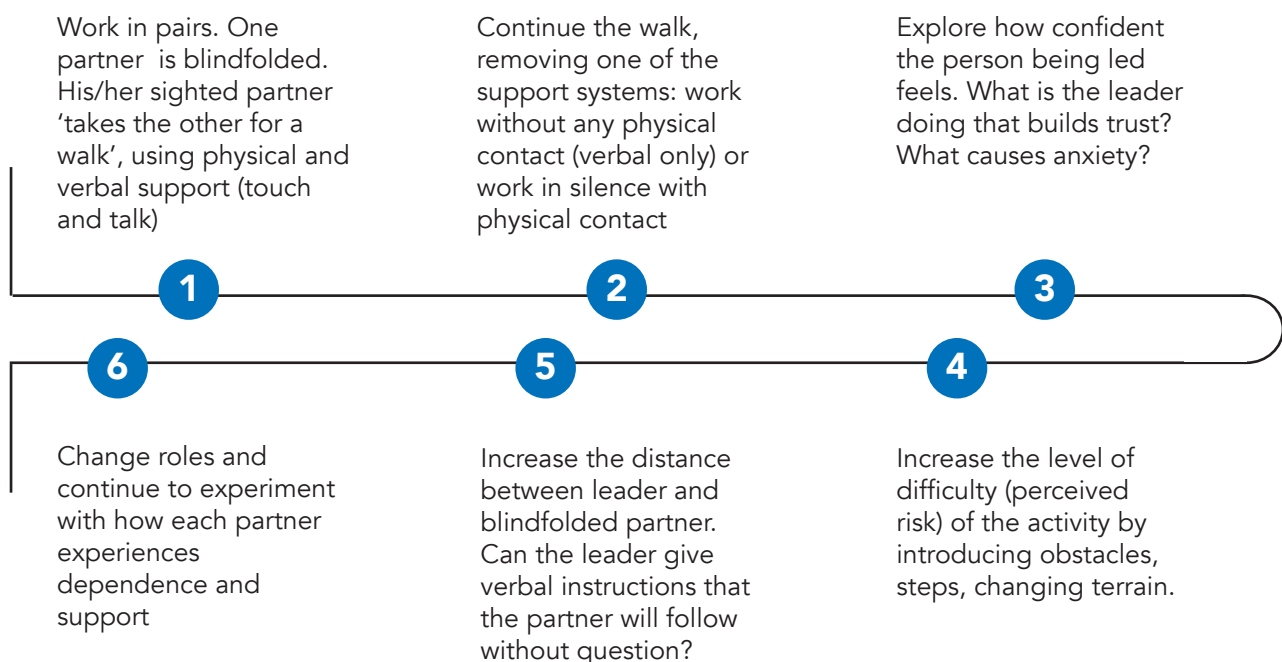 Work in pairs. One
partner  is blindfolded.
His/her sighted partner
‘takes the other for a
walk’, using physical and
verbal support (touch
and talk)
Continue the walk,
removing one of the
support systems: work
without any physical
contact (verbal only) or
work in silence with
physical contact
Explore how confident
the person being led
feels. What is the leader
doing that builds trust?
What causes anxiety?
1
2
3
6
5
4
Change roles and
continue to experiment
with how each partner
experiences
dependence and
support
Increase the distance
between leader and
blindfolded partner.
Can the leader give
verbal instructions that
the partner will follow
without question?
Increase the level of
difficulty (perceived
risk) of the activity by
introducing obstacles,
steps, changing terrain.